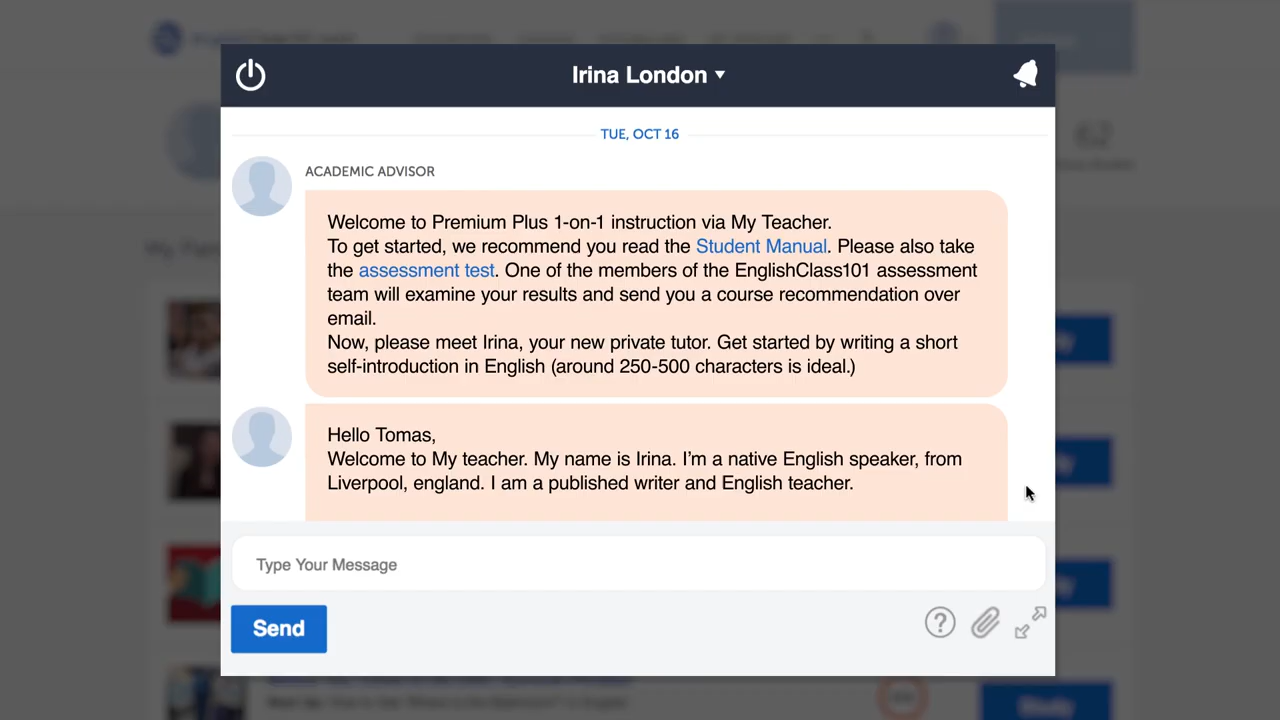 Irina London
TUE, OCT 16
ACADEMIC ADVISOR
Welcome to Premium Plus 1-on-1 instruction via My Teacher.
To get started, we recommend you read the Student Manual. Please also take
the assessment test. One of the members of the EnglishClass101 assessment
team will examine your results and send you a course recommendation over
email.
Now, please meet Irina, your new private tutor. Get started by writing a short
self-introduction in English (around 250-500 characters is ideal.)
Hello Tomas,
Welcome to My teacher. My name is Irina. I'm a native English speaker, from
Liverpool, england. I am a published writer and English teacher.
Type Your Message
Send